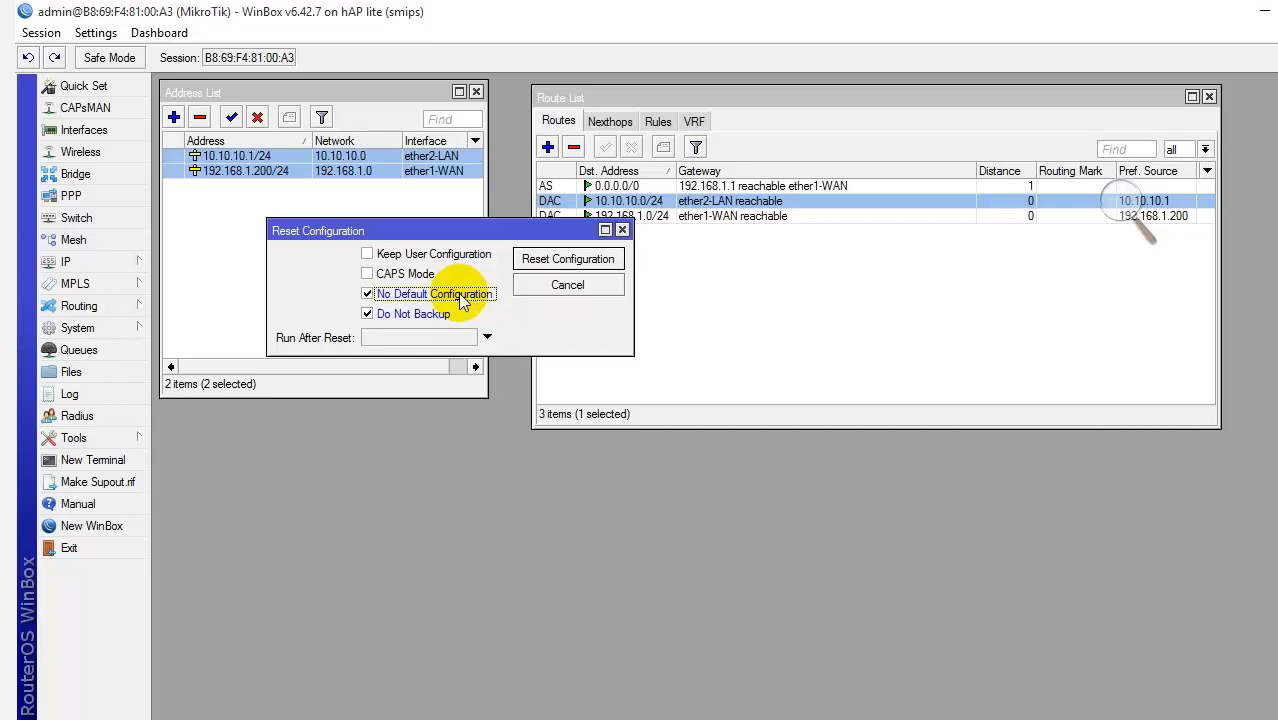 admin@B8:69:F4:81:00:A3 (MikroTik) - WinBox v6.42.7 on hAP lite (smips)
Session Settings Dashboard
Safe Mode Session: B8:69:F4:81:00:A3
Quick Set
CAPsMAN
Interfaces
Wireless
Bridge
PPP
Switch
Mesh
IP
MPLS
Routing
System
Queues
Files
Log
Radius
Tools
New Terminal
Make Supout.rif
Manual
New WinBox
Exit
RouterOS WinBox
Address List
Find
Address Network Interface
10.10.10.1/24 10.10.10.0 ether2-LAN
192.168.1.200/24 192.168.1.0 ether1-WAN
2 items (2 selected)
Route List
Routes Nexthops Rules VRF
Find all
Dst. Address Gateway Distance Routing Mark Pref. Source
AS 0.0.0.0/0 192.168.1.1 reachable ether1-WAN 1
DAC 10.10.10.0/24 ether2-LAN reachable 0 10.10.10.1
DAC 192.168.1.0/24 ether1-WAN reachable 0 192.168.1.200
3 items (1 selected)
Reset Configuration
Keep User Configuration
CAPS Mode
No Default Configuration
Do Not Backup
Run After Reset:
Reset Configuration
Cancel